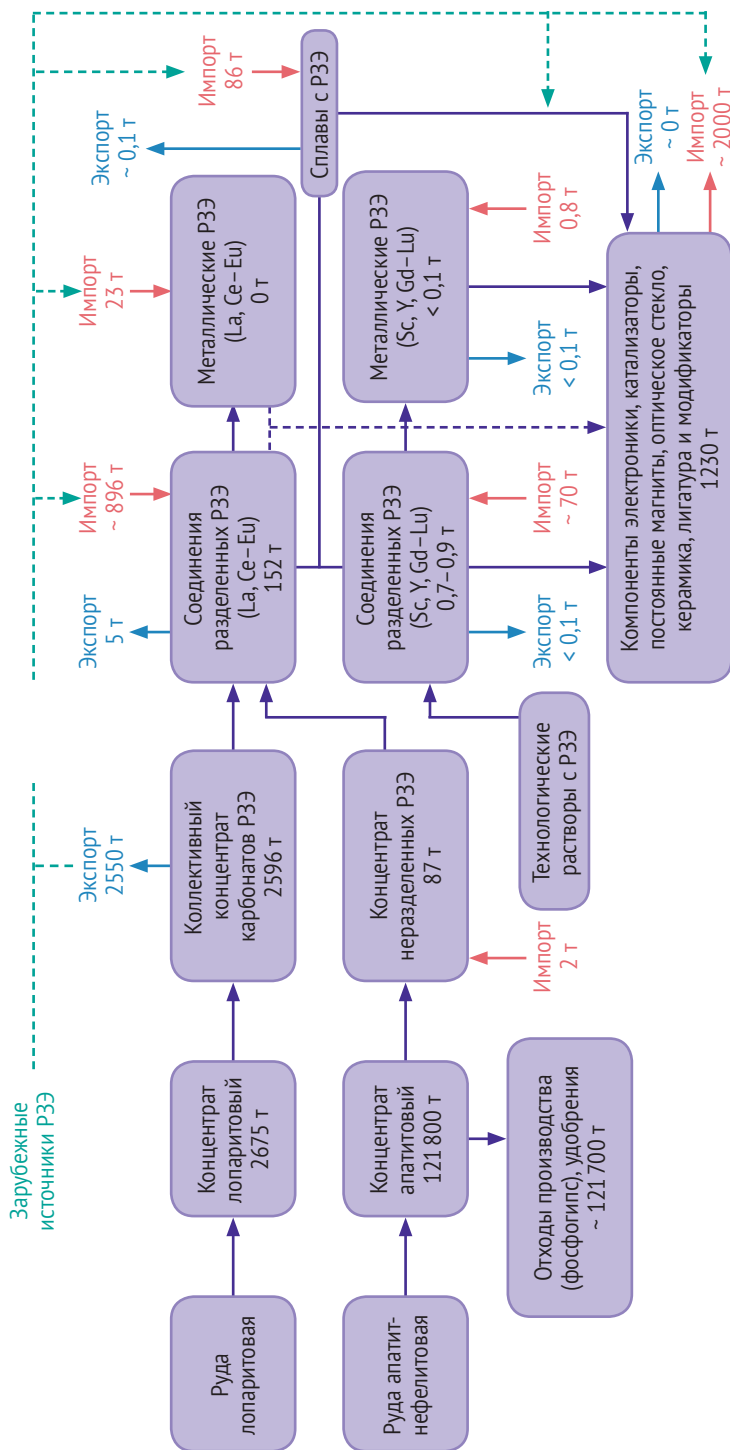 Зарубежные
источники РЗЭ
Руда
лопаритовая
Концентрат
лопаритовый
2675 т
Экспорт
2550 т
Коллективный
концентрат
карбонатов РЗЭ
2596 т
Экспорт
5 т
Импорт
~ 896 т
Соединения
разделенных РЗЭ
(La, Ce – Eu)
152 т
Импорт
23 т
Металлические РЗЭ
(La, Ce – Eu)
0 т
Экспорт
~ 0,1 т
Импорт
86 т
Сплавы с РЗЭ
Руда апатит-
нефелитовая
Концентрат
апатитовый
121 800 т
Отходы производства
(фосфогипс), удобрения
~ 121 700 т
Концентрат
неразделенных РЗЭ
87 т
Импорт
2 т
Технологические
растворы с РЗЭ
Соединения
разделенных РЗЭ
(Sc, Y, Gd – Lu)
0,7 – 0,9 т
Экспорт
< 0,1 т
Импорт
~ 70 т
Металлические РЗЭ
(Sc, Y, Gd – Lu)
< 0,1 т
Экспорт
< 0,1 т
Импорт
0,8 т
Компоненты электроники, катализаторы,
постоянные магниты, оптическое стекло,
керамика, лигатура и модификаторы
1230 т
Экспорт
~ 0 т
Импорт
~ 2000 т